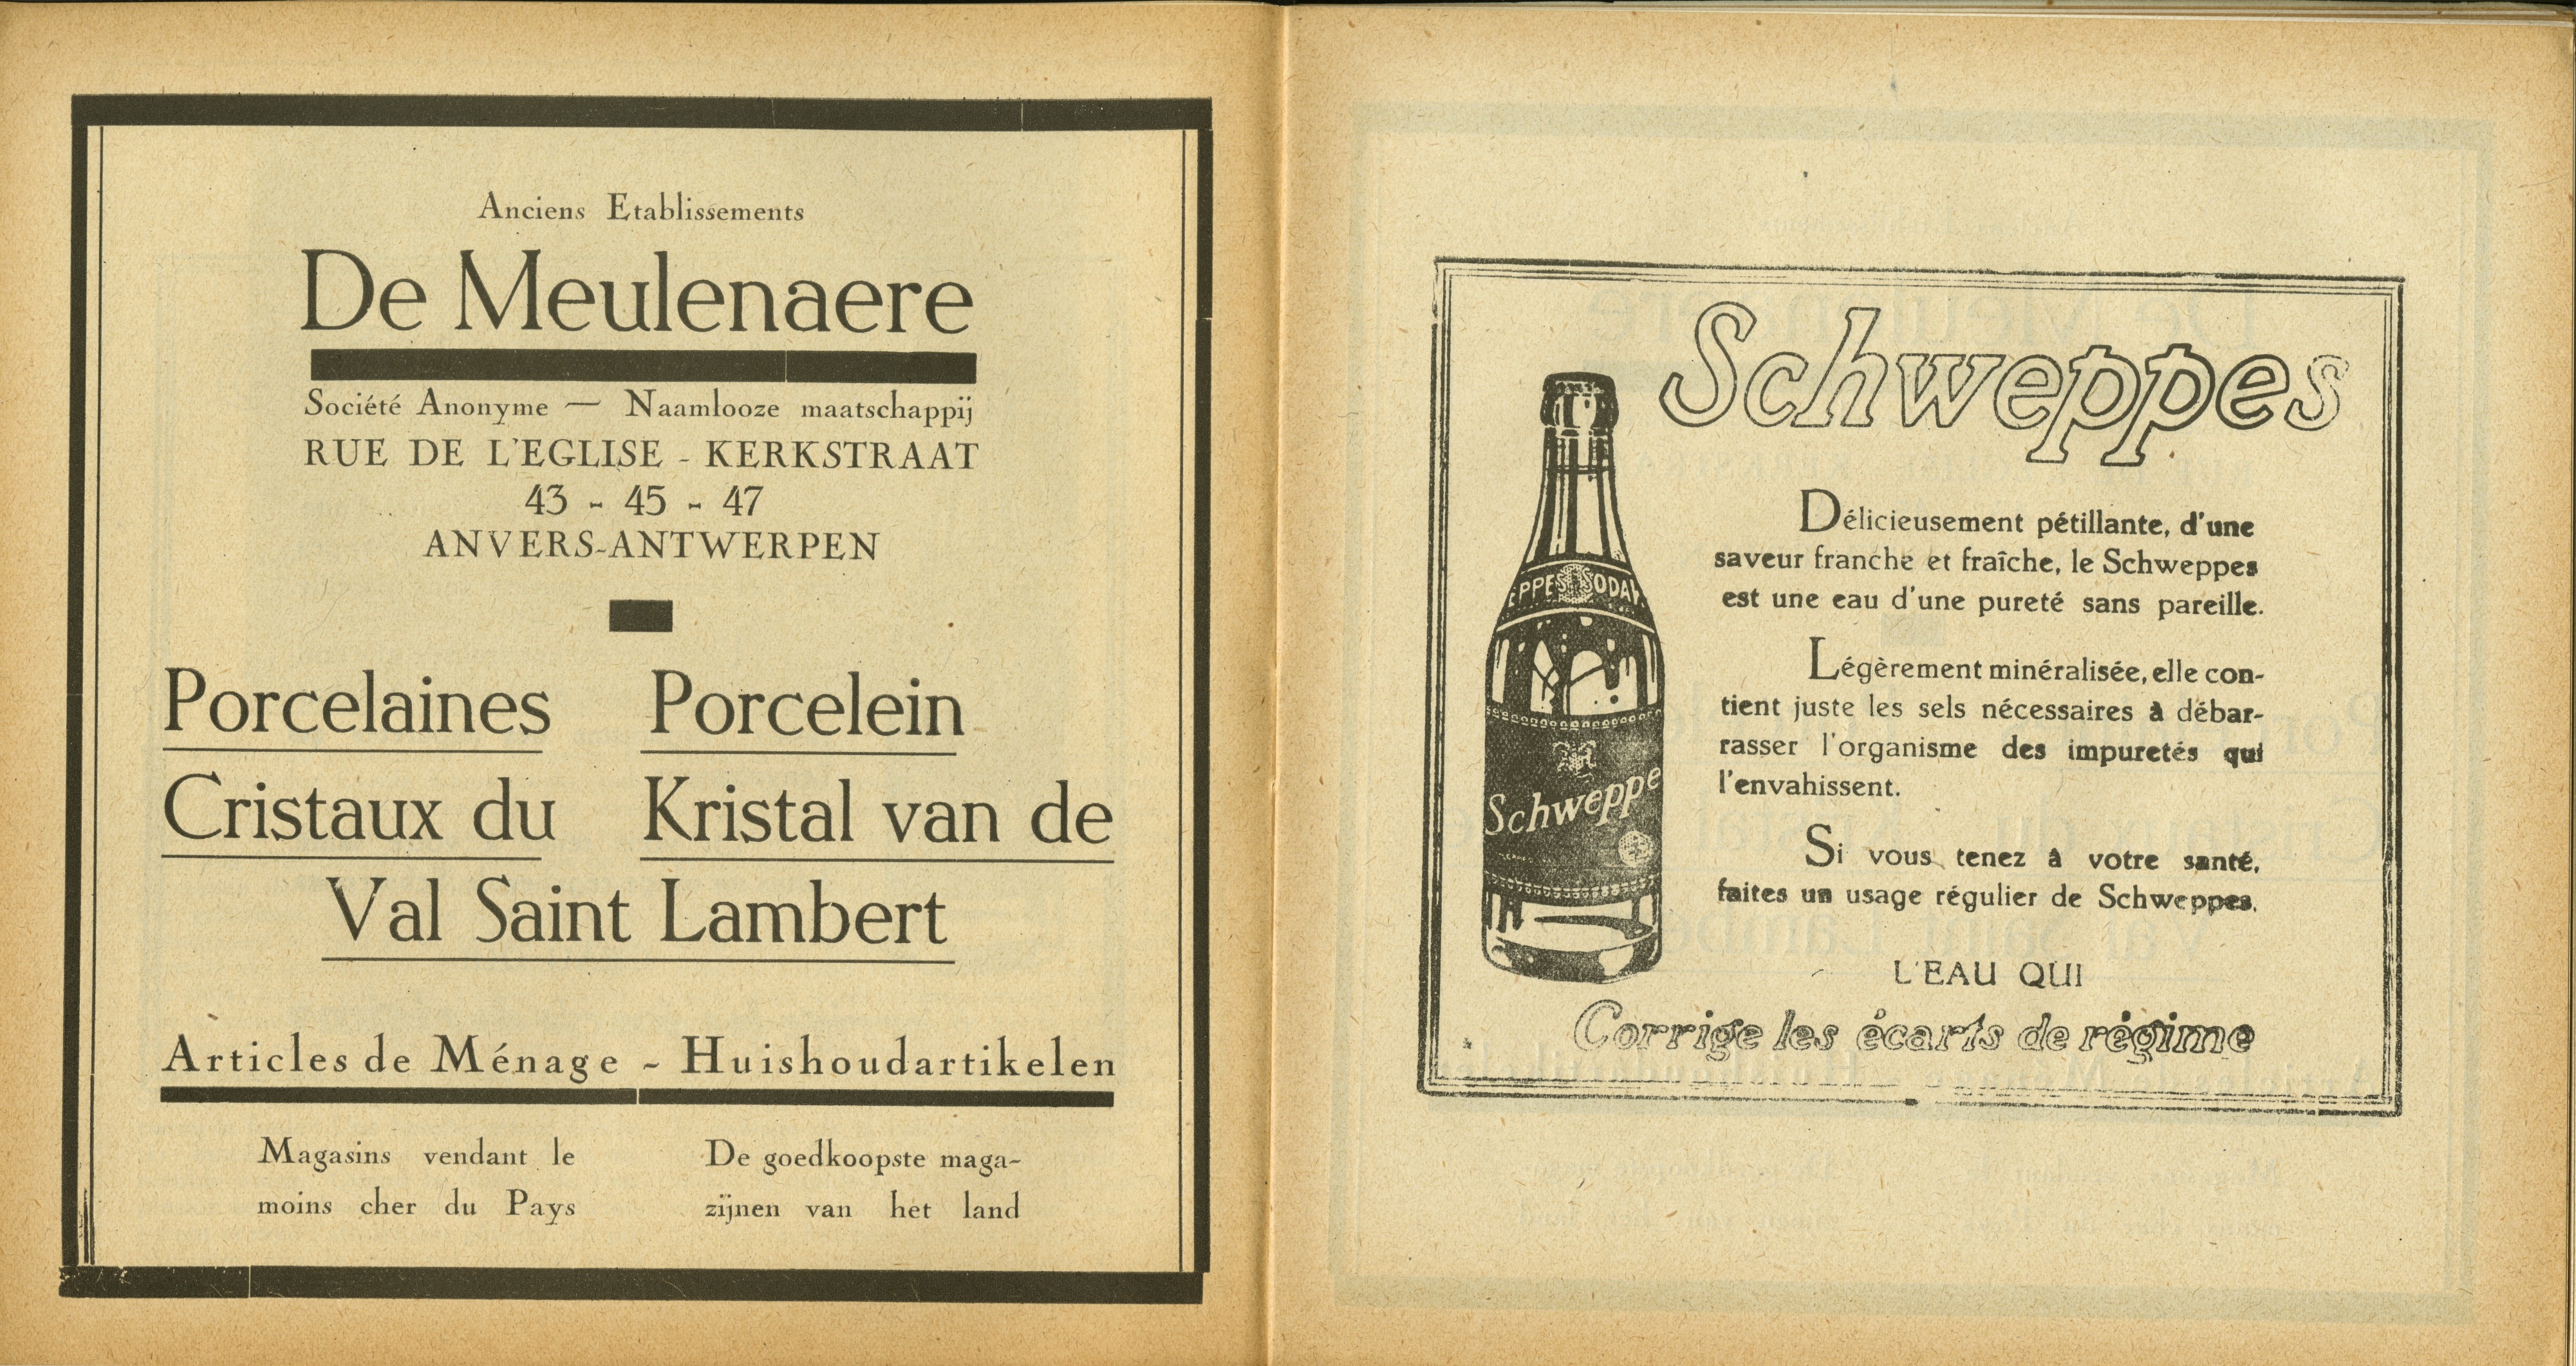 Anciens Etablissements
De Meulenaere
Société Anonyme — Naamlooze maatschappij
RUE DE L'EGLISE - KERKSTRAAT
43 - 45 - 47
ANVERS-ANTWERPEN
Porcelaines Porcelein
Cristaux du Kristal van de
Val Saint Lambert
Articles de Ménage - Huishoudartikelen
Magasins vendant le
moins cher du Pays
De goedkoopste maga-
zijnen van het land
Schweppes
EPPES SODA
Schweppe
Délicieusement pétillante, d'une
saveur franche et fraîche, le Schweppes
est une eau d'une pureté sans pareille.
Légèrement minéralisée, elle con-
tient juste les sels nécessaires à débar-
rasser l'organisme des impuretés qui
l'envahissent.
Si vous tenez à votre santé,
faites un usage régulier de Schweppes.
L'EAU QUI
Corrige les écarts de régime